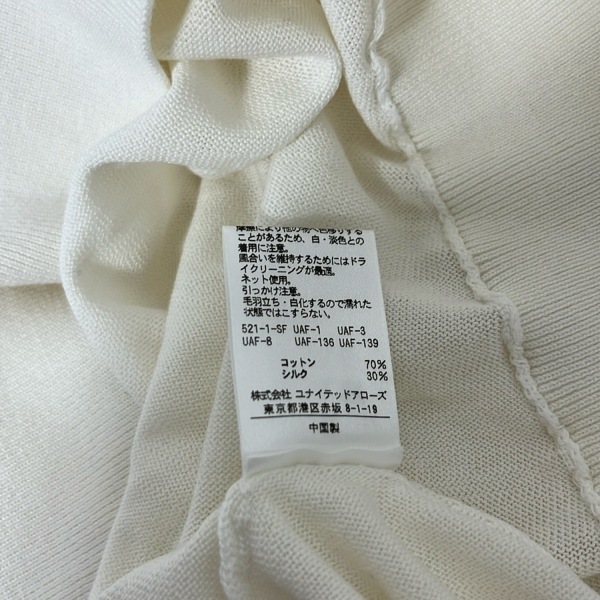 摩擦により他の物へ色移りする
ことがあるため、白・淡色との
着用に注意。
風合いを維持するためにはドラ
イクリーニングが最適。
ネット使用。
引っかけ注意。
毛羽立ち・白化するので濡れた
状態ではこすらない。
521-1-SF UAF-1 UAF-3
UAF-8 UAF-136 UAF-139
コットン 70%
シルク 30%
株式会社 ユナイテッドアローズ
東京都港区赤坂 8-1-19
中国製